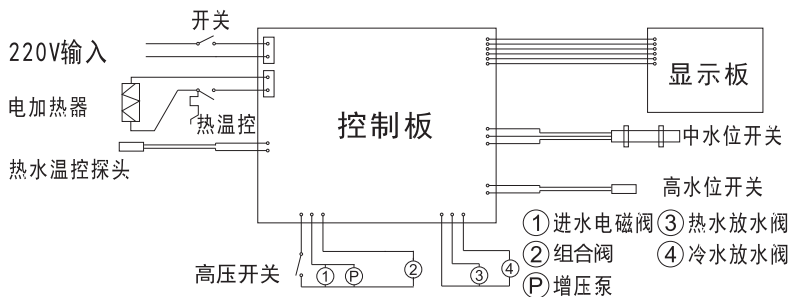 开关
220V输入
电加热器
热温控
热水温控探头
控制板
显示板
中水位开关
高水位开关
① 进水电磁阀 ③ 热水放水阀
② 组合阀 ④ 冷水放水阀
Ⓟ 增压泵
高压开关
① Ⓟ ② ③ ④